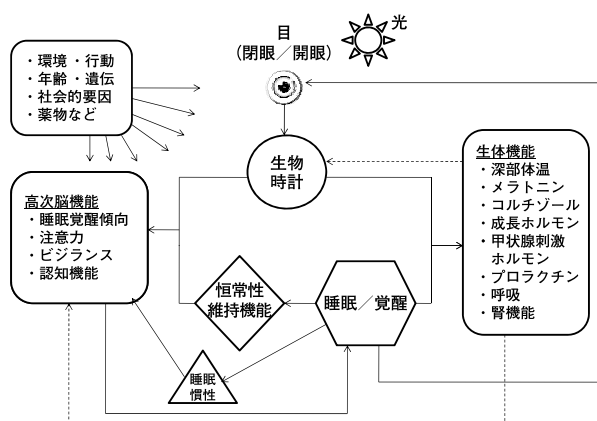 目
(閉眼／開眼)
光
・環境・行動
・年齢・遺伝
・社会的要因
・薬物など
生物
時計
生体機能
・深部体温
・メラトニン
・コルチゾール
・成長ホルモン
・甲状腺刺激
ホルモン
・プロラクチン
・呼吸
・腎機能
高次脳機能
・睡眠覚醒傾向
・注意力
・ビジランス
・認知機能
恒常性
維持機能
睡眠／覚醒
睡眠
慣性